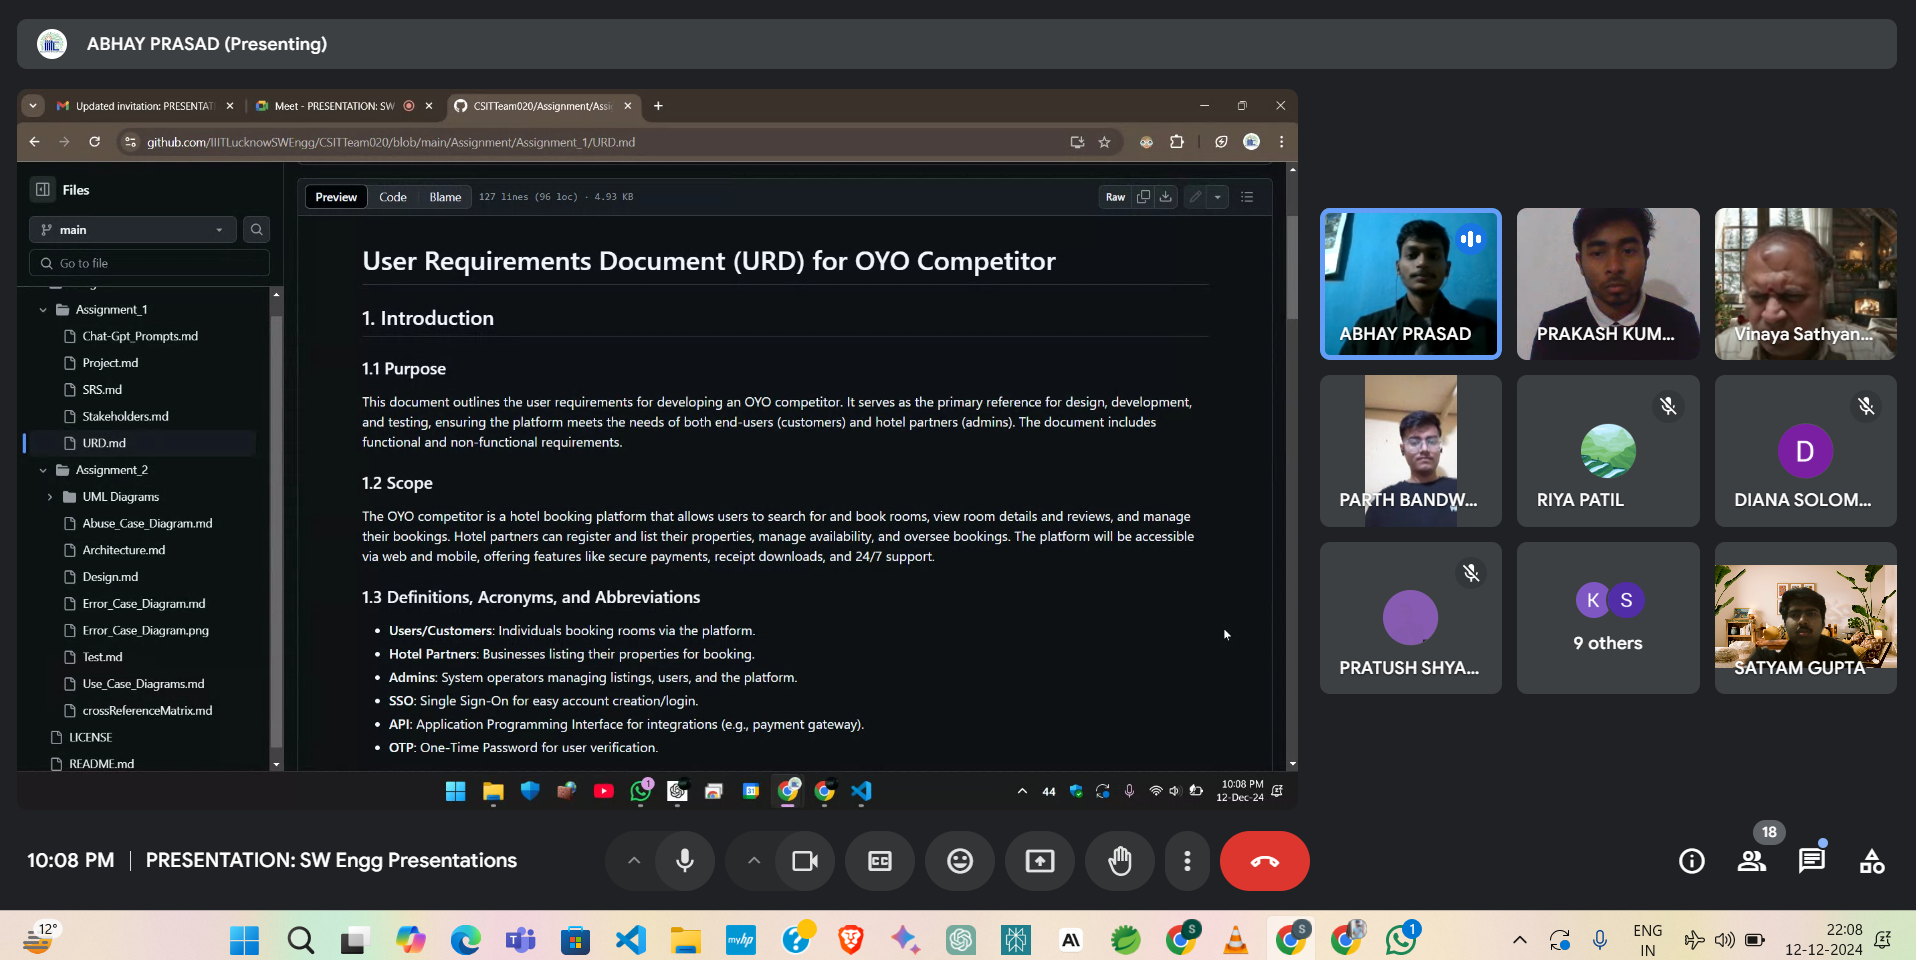 ABHAY PRASAD (Presenting)
Updated invitation: PRESENTAT
Meet - PRESENTATION: SW
CSITTeam020/Assignment/Assi
github.com/IIITLucknowSWEngg/CSITTeam020/blob/main/Assignment/Assignment_1/URD.md
Files
main
Go to file
Assignment_1
Chat-Gpt_Prompts.md
Project.md
SRS.md
Stakeholders.md
URD.md
Assignment_2
UML Diagrams
Abuse_Case_Diagram.md
Architecture.md
Design.md
Error_Case_Diagram.md
Error_Case_Diagram.png
Test.md
Use_Case_Diagrams.md
crossReferenceMatrix.md
LICENSE
README.md
Preview Code Blame 127 lines (96 loc) · 4.93 KB Raw
User Requirements Document (URD) for OYO Competitor
1. Introduction
1.1 Purpose
This document outlines the user requirements for developing an OYO competitor. It serves as the primary reference for design, development,
and testing, ensuring the platform meets the needs of both end-users (customers) and hotel partners (admins). The document includes
functional and non-functional requirements.
1.2 Scope
The OYO competitor is a hotel booking platform that allows users to search for and book rooms, view room details and reviews, and manage
their bookings. Hotel partners can register and list their properties, manage availability, and oversee bookings. The platform will be accessible
via web and mobile, offering features like secure payments, receipt downloads, and 24/7 support.
1.3 Definitions, Acronyms, and Abbreviations
• Users/Customers: Individuals booking rooms via the platform.
• Hotel Partners: Businesses listing their properties for booking.
• Admins: System operators managing listings, users, and the platform.
• SSO: Single Sign-On for easy account creation/login.
• API: Application Programming Interface for integrations (e.g., payment gateway).
• OTP: One-Time Password for user verification.
1
31
44
10:08 PM
12-Dec-24
ABHAY PRASAD
PRAKASH KUM...
Vinaya Sathyan...
PARTH BANDW...
RIYA PATIL
D
DIANA SOLOM...
PRATUSH SHYA...
K S
9 others
SATYAM GUPTA
10:08 PM | PRESENTATION: SW Engg Presentations
CC
18
12°
myhp
?
S
S
1
ENG
IN
22:08
12-12-2024